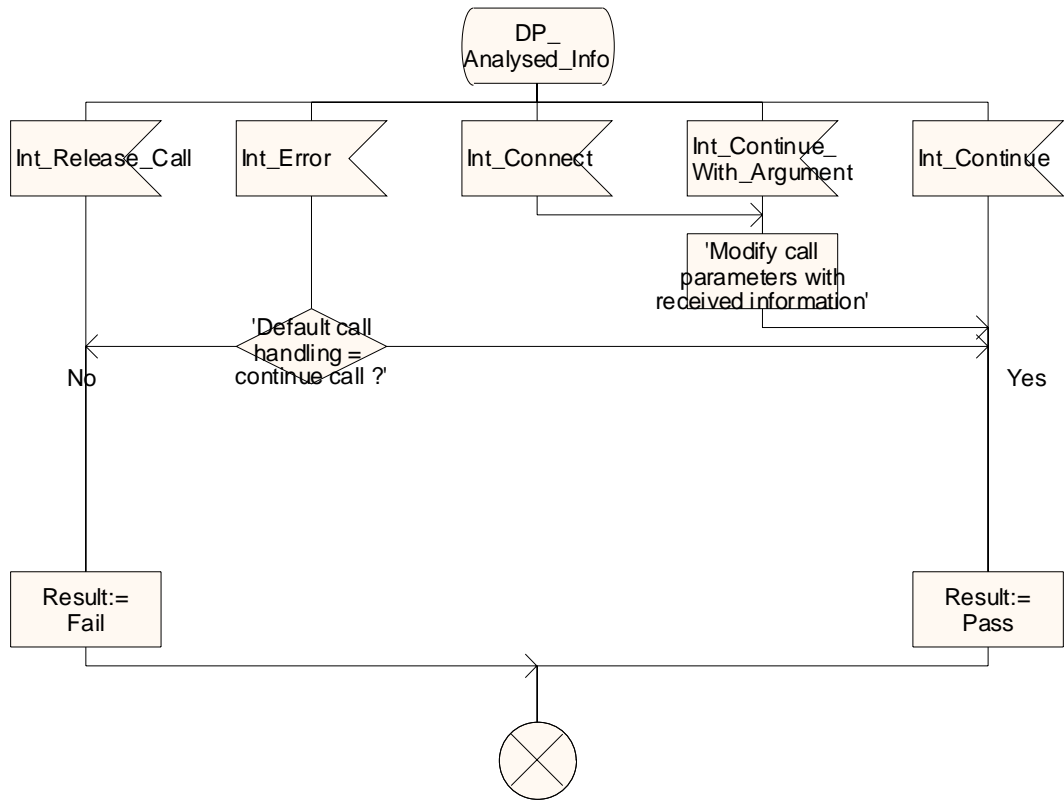 DP_
Analysed_Info
Int_Release_Call
Int_Error
Int_Connect
Int_Continue_
With_Argument
Int_Continue
'Modify call
parameters with
received information'
'Default call
handling =
continue call ?'
No
Yes
Result:=
Fail
Result:=
Pass